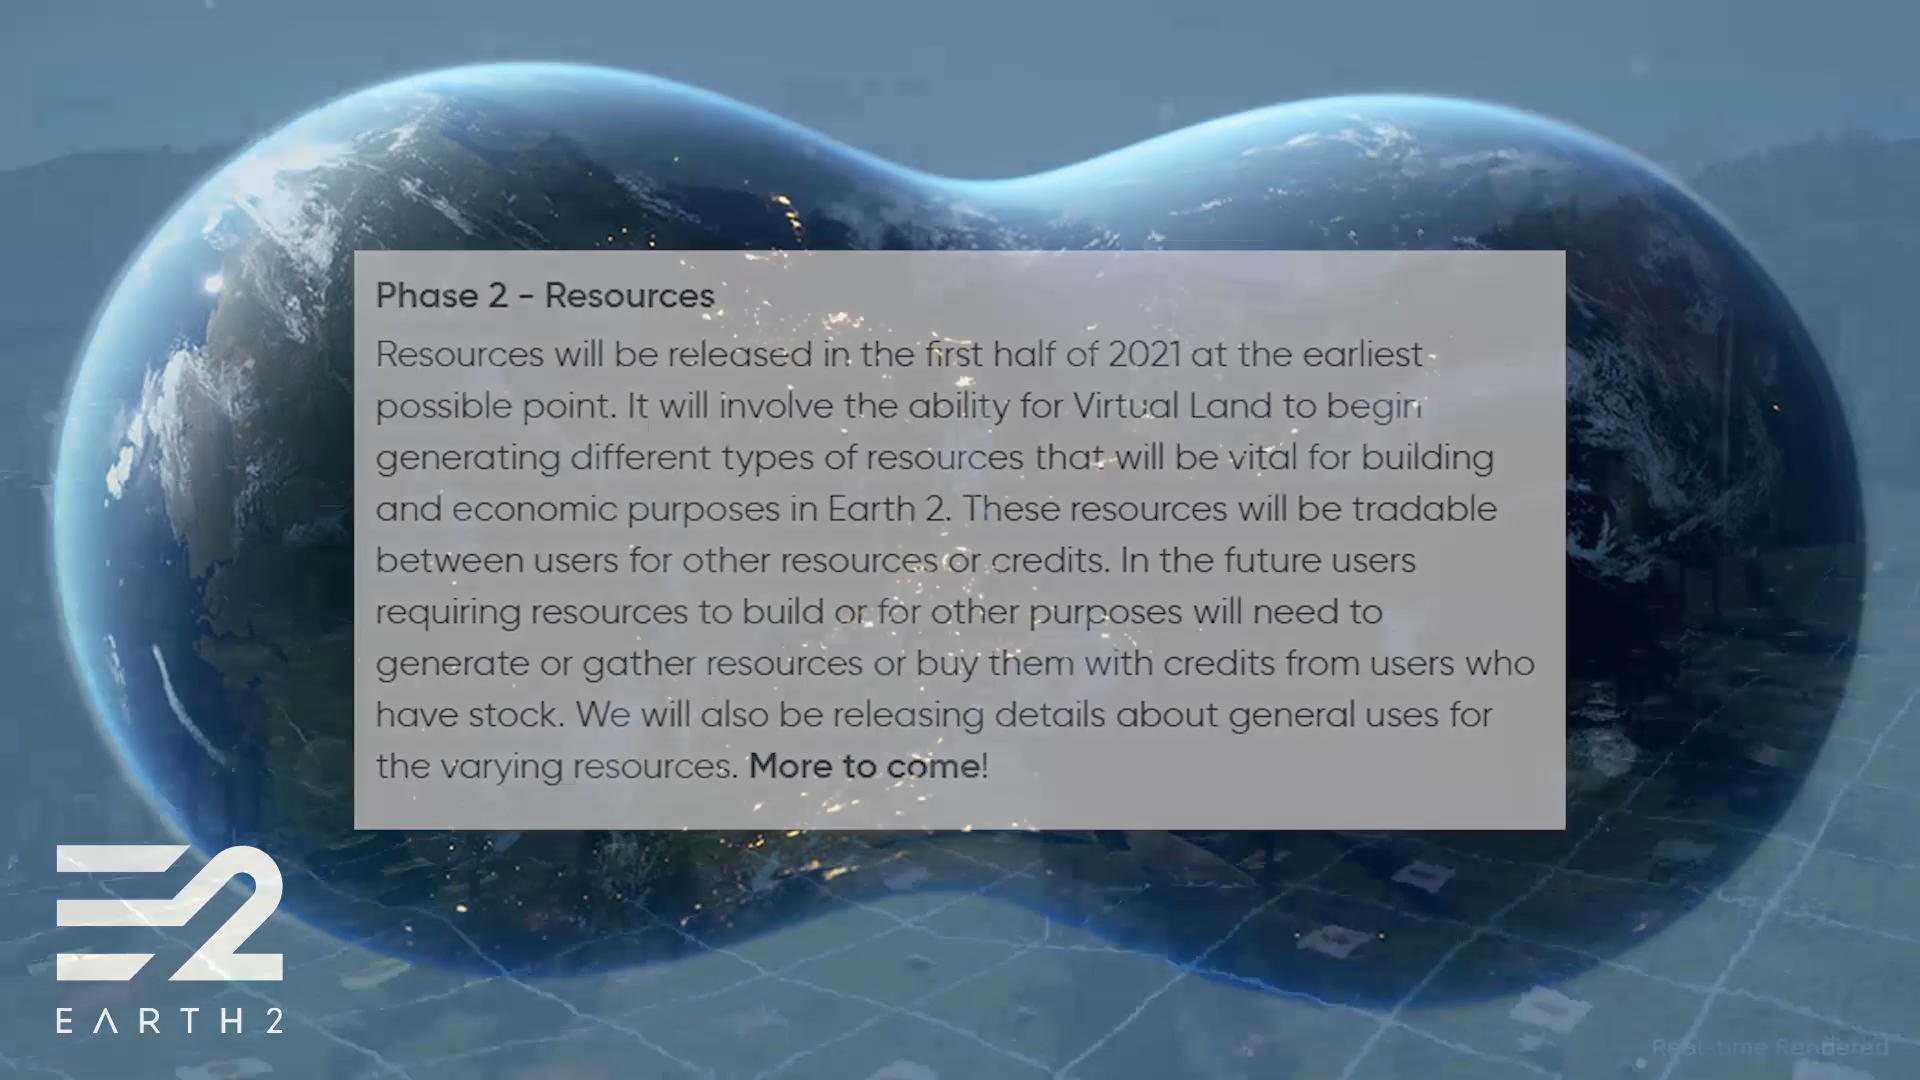 Phase 2 - Resources
Resources will be released in the first half of 2021 at the earliest
possible point. It will involve the ability for Virtual Land to begin
generating different types of resources that will be vital for building
and economic purposes in Earth 2. These resources will be tradable
between users for other resources or credits. In the future users
requiring resources to build or for other purposes will need to
generate or gather resources or buy them with credits from users who
have stock. We will also be releasing details about general uses for
the varying resources. More to come!
E2
EARTH 2
Real-time Rendered